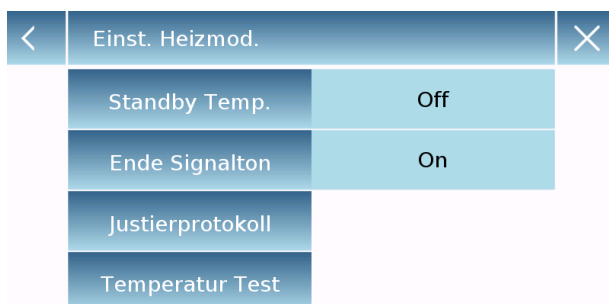 Einst. Heizmod.
Standby Temp. Off
Ende Signalton On
Justierprotokoll
Temperatur Test